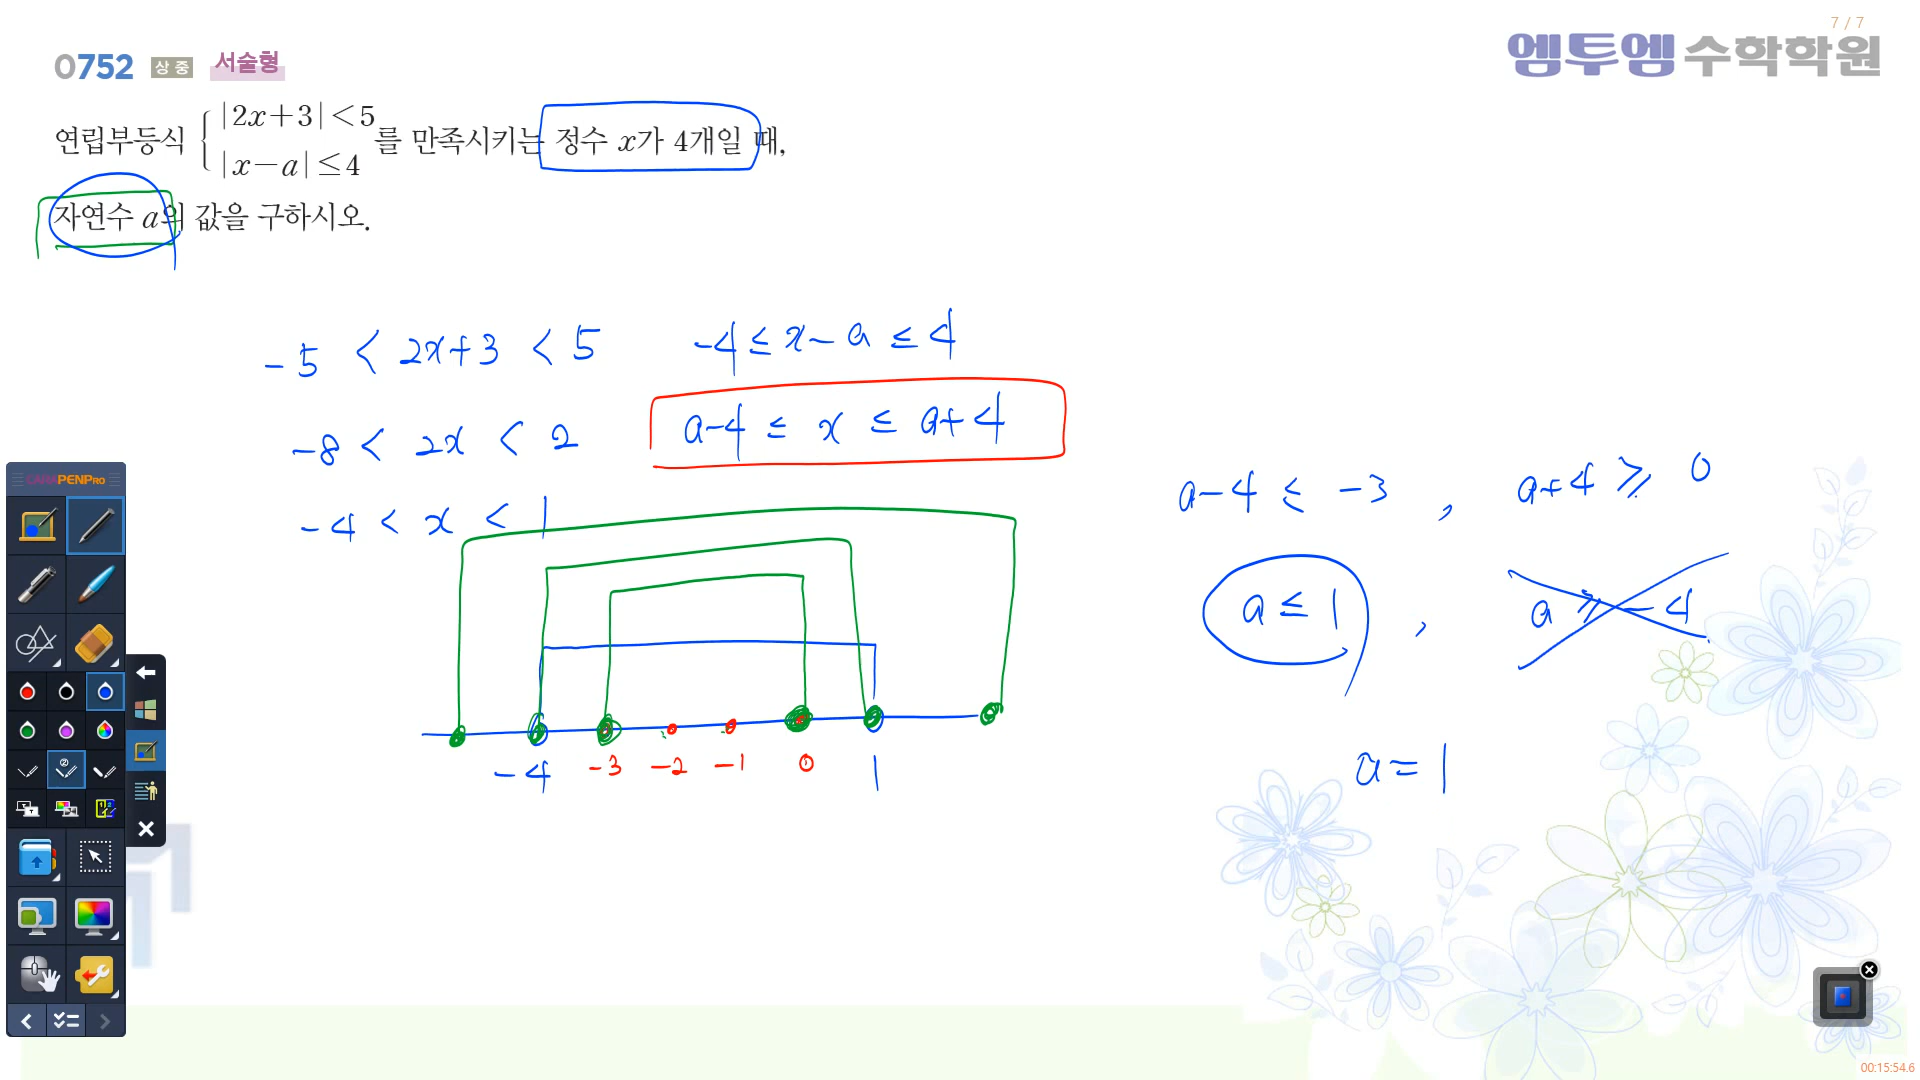 7 / 7
엠투엠 수학학원
0752 상 중 서술형
연립부등식 { |2x+3|<5
|x-a|≤4 를 만족시키는 정수 x가 4개일 때,
자연수 a의 값을 구하시오.
-5 < 2x+3 < 5
-4 ≤ x-a ≤ 4
-8 < 2x < 2
a-4 ≤ x ≤ a+4
-4 < x < 1
a-4 ≤ -3 , a+4 ≥ 0
a ≤ 1 , a ≥ -4
-4 -3 -2 -1 0 1
a = 1
CAMAPENPRO
00:15:54.6